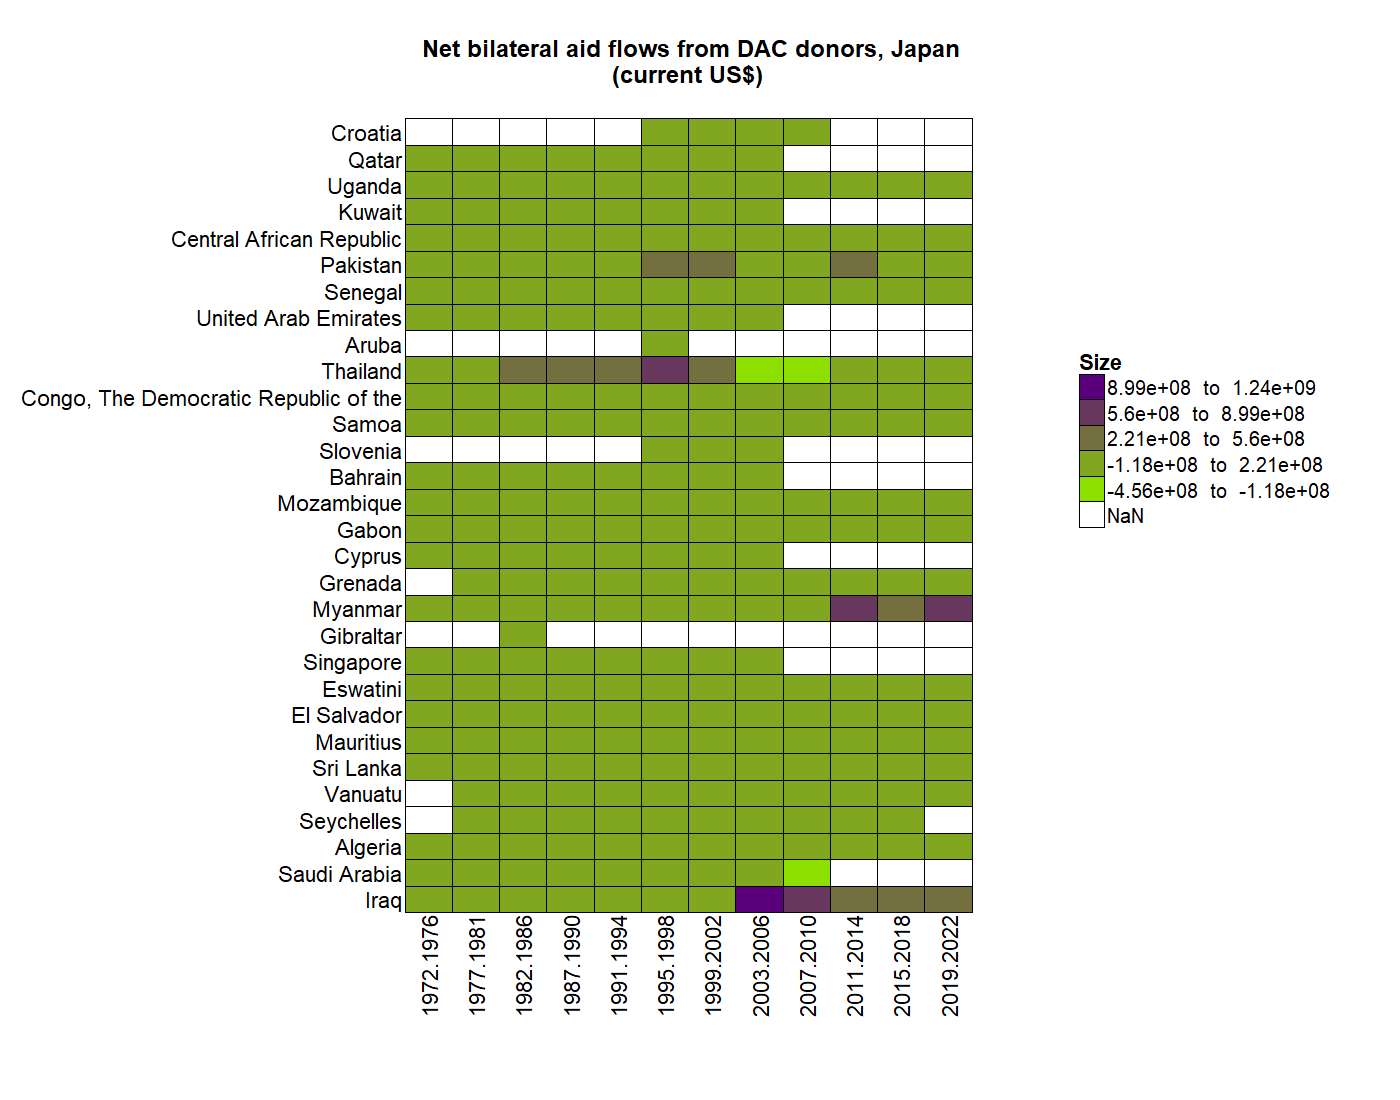 Net bilateral aid flows from DAC donors, Japan
(current US$)
Croatia
Qatar
Uganda
Kuwait
Central African Republic
Pakistan
Senegal
United Arab Emirates
Aruba
Thailand
Congo, The Democratic Republic of the
Samoa
Slovenia
Bahrain
Mozambique
Gabon
Cyprus
Grenada
Myanmar
Gibraltar
Singapore
Eswatini
El Salvador
Mauritius
Sri Lanka
Vanuatu
Seychelles
Algeria
Saudi Arabia
Iraq
1972.1976
1977.1981
1982.1986
1987.1990
1991.1994
1995.1998
1999.2002
2003.2006
2007.2010
2011.2014
2015.2018
2019.2022
Size
8.99e+08 to 1.24e+09
5.6e+08 to 8.99e+08
2.21e+08 to 5.6e+08
-1.18e+08 to 2.21e+08
-4.56e+08 to -1.18e+08
NaN